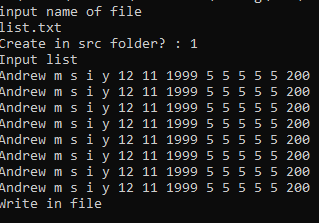 input name of file
list.txt
Create in src folder? : 1
Input list
Andrew m s i y 12 11 1999 5 5 5 5 5 200
Andrew m s i y 12 11 1999 5 5 5 5 5 200
Andrew m s i y 12 11 1999 5 5 5 5 5 200
Andrew m s i y 12 11 1999 5 5 5 5 5 200
Andrew m s i y 12 11 1999 5 5 5 5 5 200
Andrew m s i y 12 11 1999 5 5 5 5 5 200
Andrew m s i y 12 11 1999 5 5 5 5 5 200
Andrew m s i y 12 11 1999 5 5 5 5 5 200
Write in file